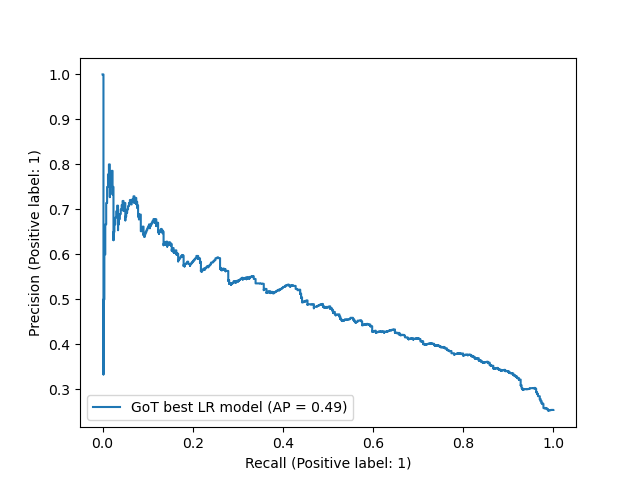 1.0
0.9
0.8
0.7
0.6
0.5
0.4
0.3
Precision (Positive label: 1)
GoT best LR model (AP = 0.49)
0.0 0.2 0.4 0.6 0.8 1.0
Recall (Positive label: 1)